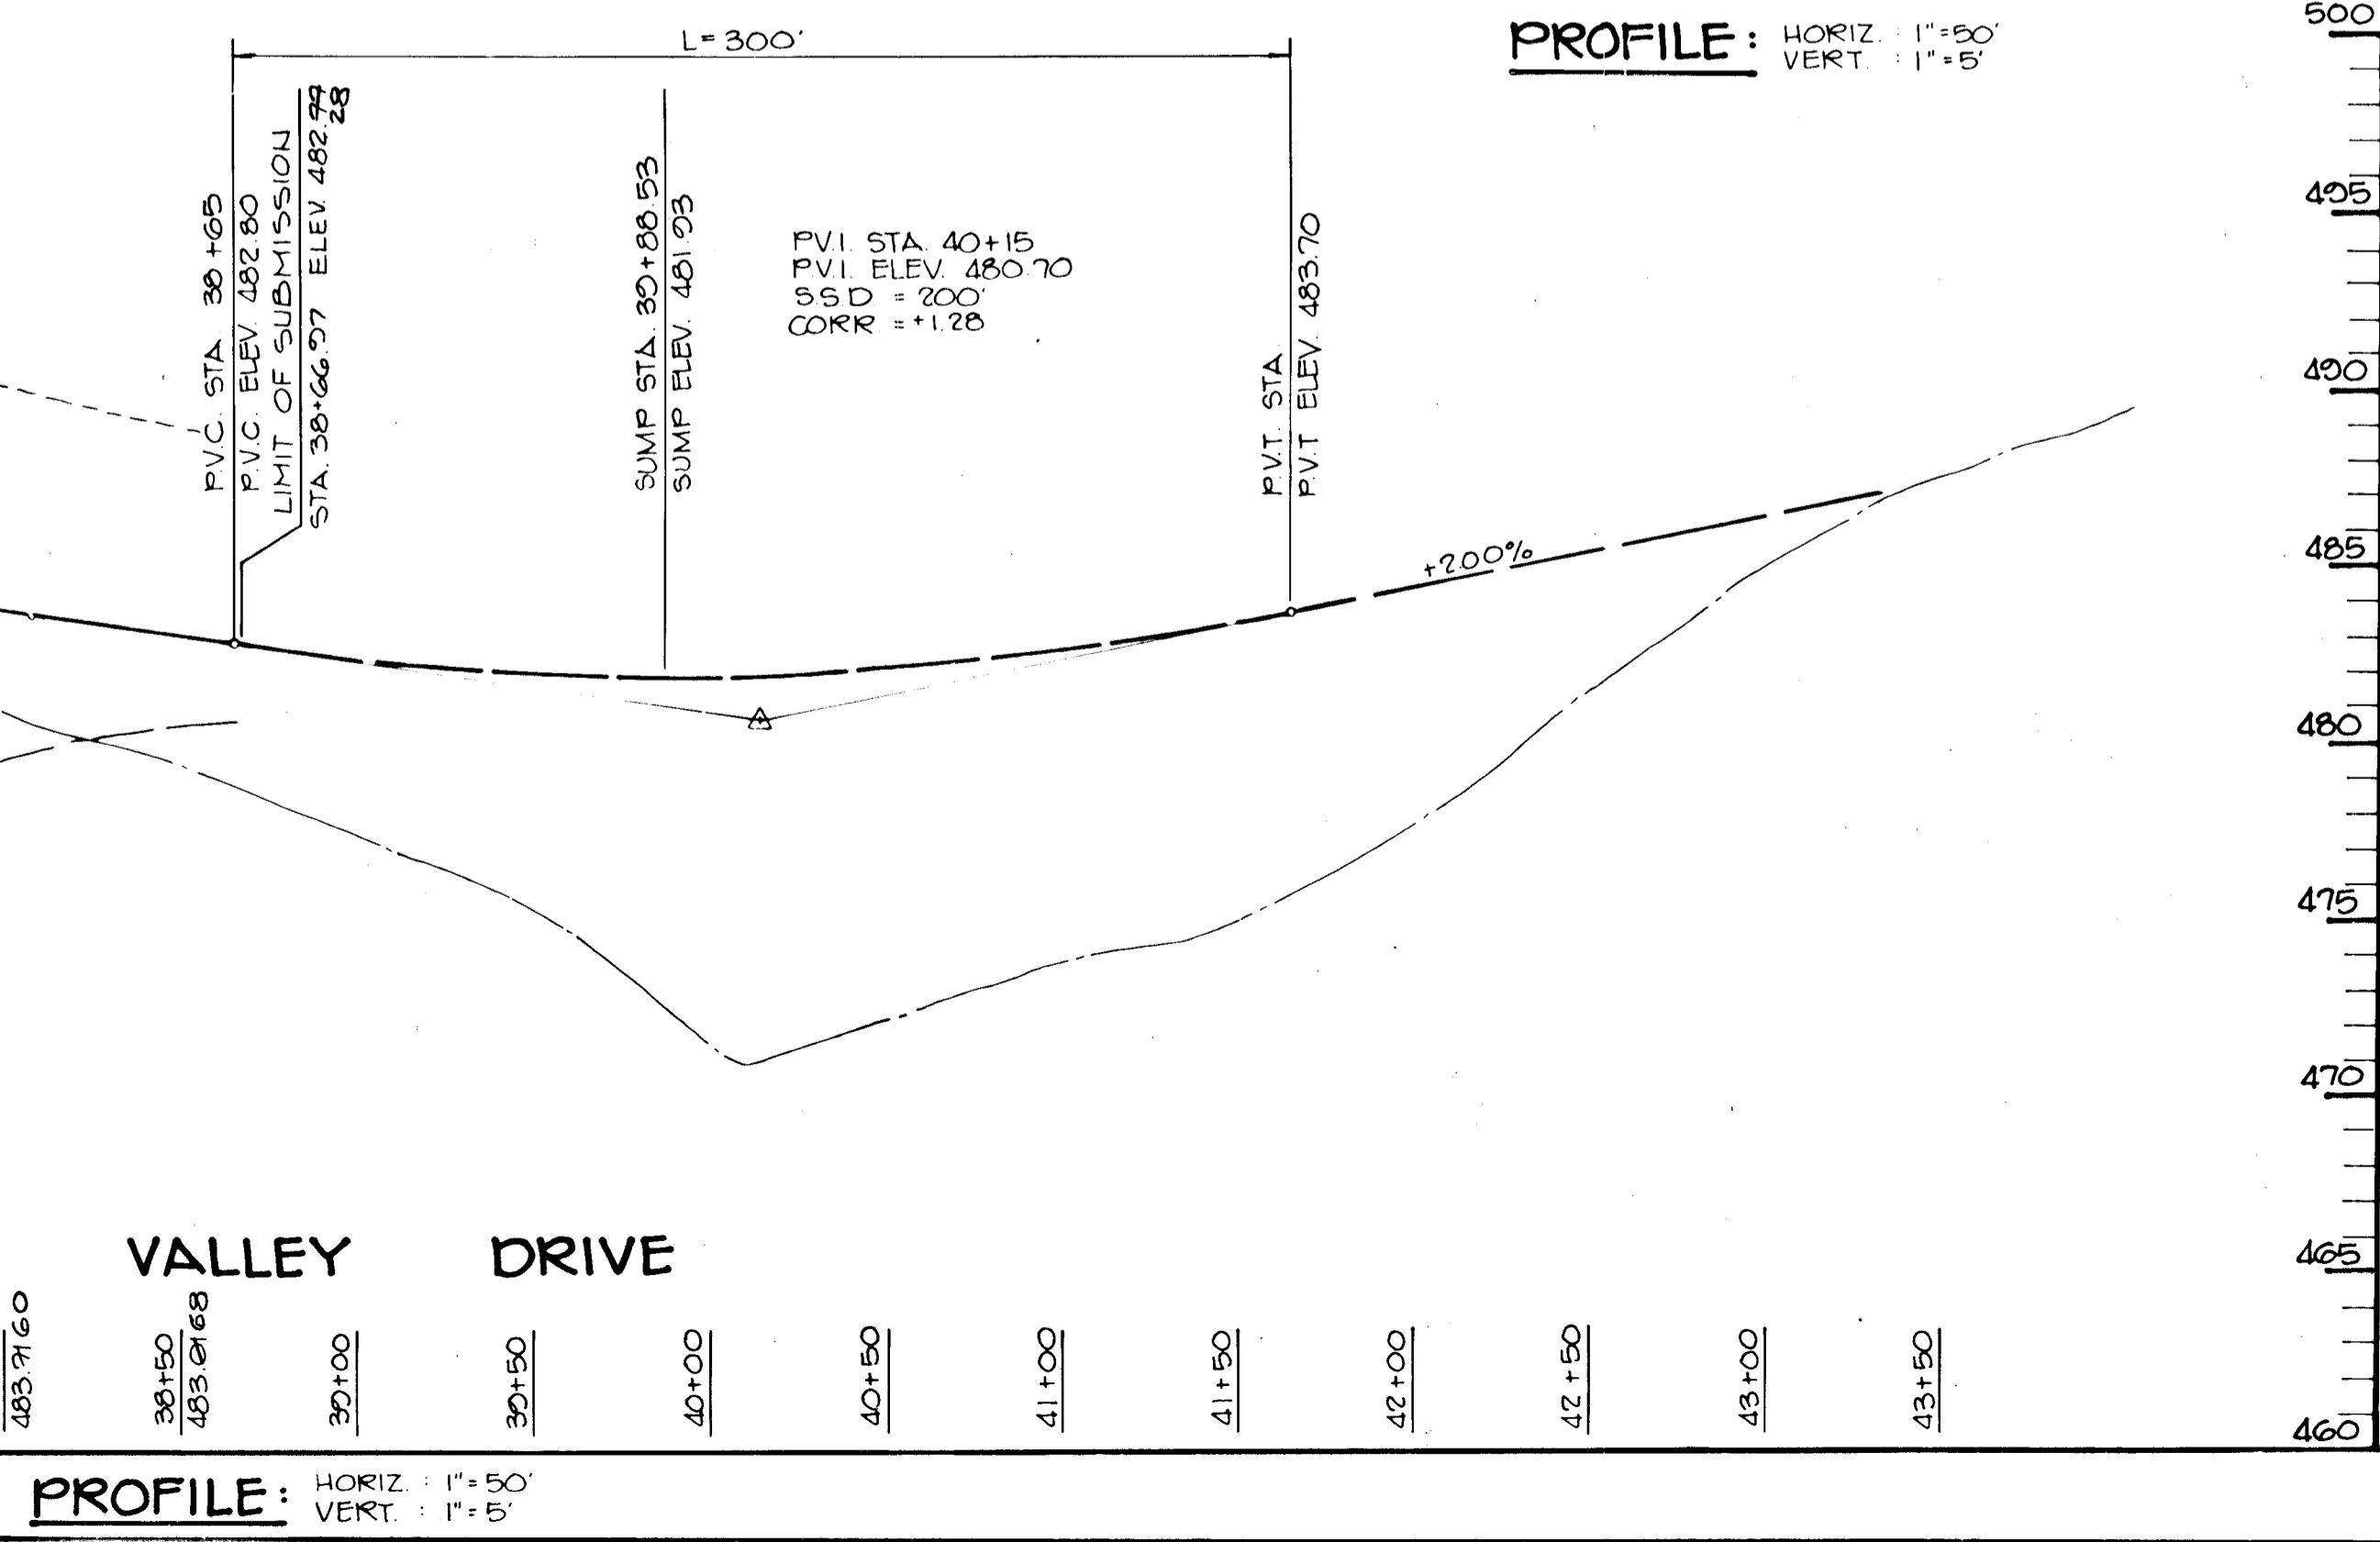 L=300'
PROFILE: HORIZ. : 1"=50'
VERT. : 1"=5'
P.V.C. STA. 38+65
P.V.C. ELEV. 482.80
LIMIT OF SUBMISSION
STA. 38+66.97 ELEV. 482.77
28
SUMP STA. 39+88.53
SUMP ELEV. 481.93
P.V.I. STA. 40+15
P.V.I. ELEV. 480.70
S.S.D = 200'
CORR = +1.28
P.V.T. STA.
P.V.T ELEV. 483.70
+2.00%
500
495
490
485
480
475
470
465
460
VALLEY DRIVE
483.7160
38+50
39+00
39+50
40+00
40+50
41+00
41+50
42+00
42+50
43+00
43+50
PROFILE: HORIZ. : 1"=50'
VERT. : 1"=5'